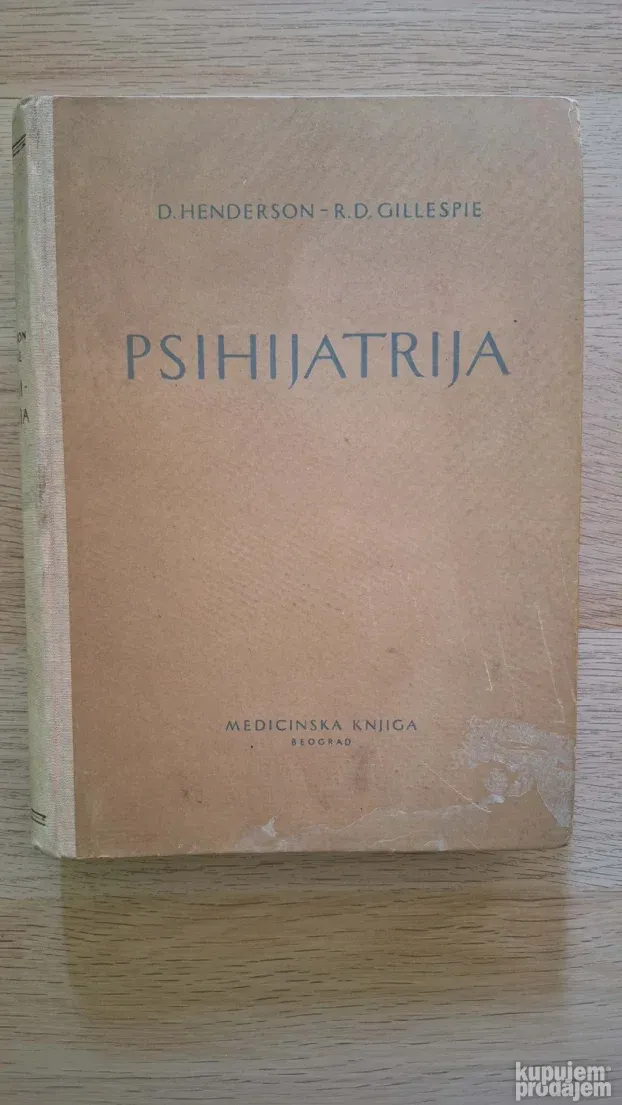 D. HENDERSON – R. D. GILLESPIE
PSIHIJATRIJA
MEDICINSKA KNJIGA
BEOGRAD
kupujem
prodajem